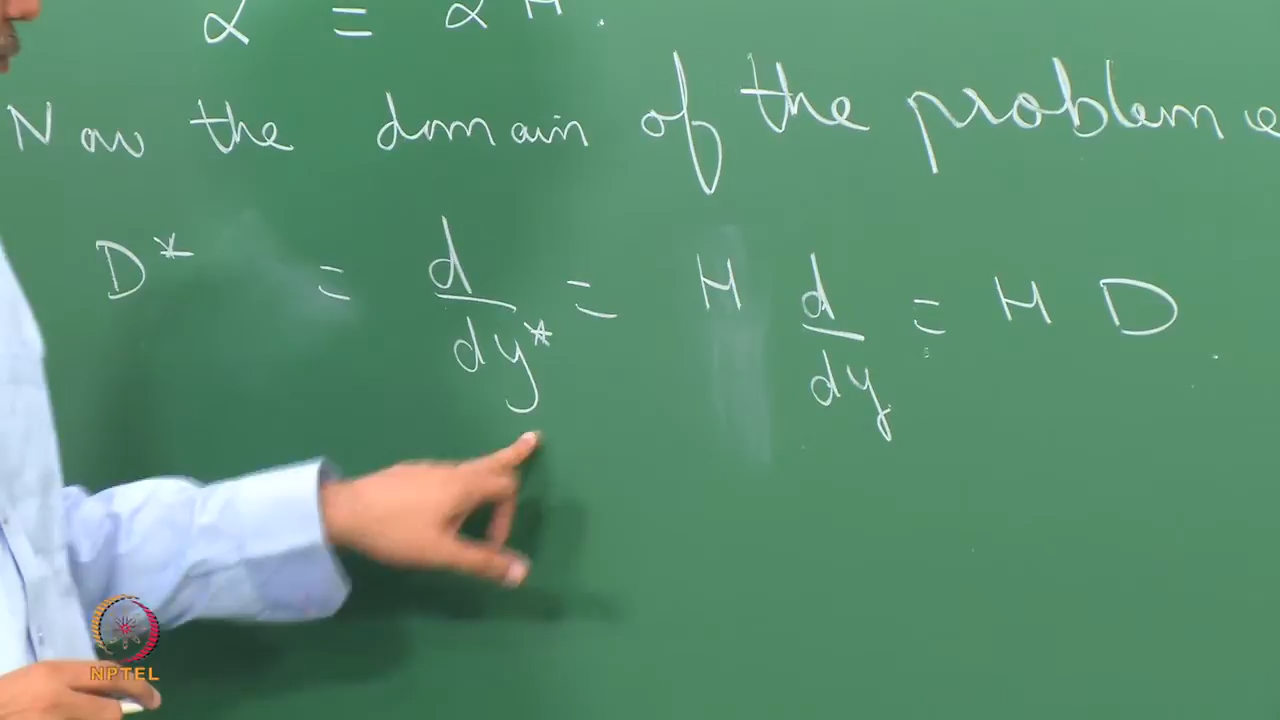 α = α H .
Now the domain of the problem
D* = d/dy* = H d/dy = H D .
NPTEL